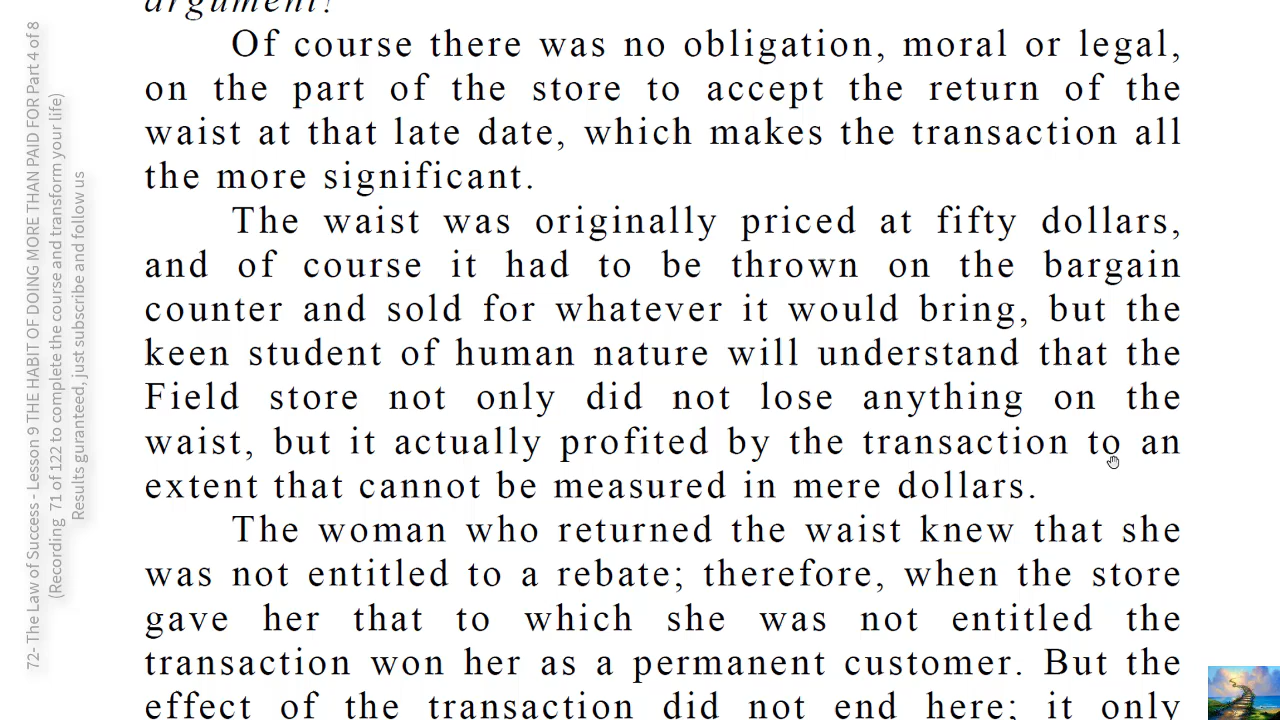 argument!
Of course there was no obligation, moral or legal,
on the part of the store to accept the return of the
waist at that late date, which makes the transaction all
the more significant.
The waist was originally priced at fifty dollars,
and of course it had to be thrown on the bargain
counter and sold for whatever it would bring, but the
keen student of human nature will understand that the
Field store not only did not lose anything on the
waist, but it actually profited by the transaction to an
extent that cannot be measured in mere dollars.
The woman who returned the waist knew that she
was not entitled to a rebate; therefore, when the store
gave her that to which she was not entitled the
transaction won her as a permanent customer. But the
effect of the transaction did not end here; it only
72- The Law of Success - Lesson 9 THE HABIT OF DOING MORE THAN PAID FOR Part 4 of 8
(Recording 71 of 122 to complete the course and transform your life)
Results guranteed, just subscribe and follow us